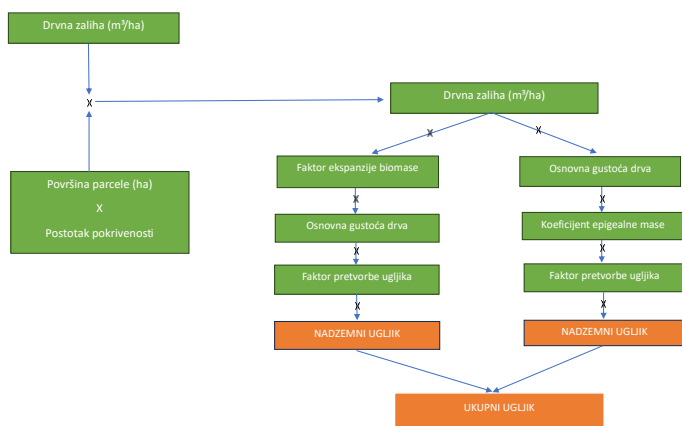 Drvna zaliha (m³/ha)
X
Drvna zaliha (m³/ha)
Površina parcele (ha)
X
Postotak pokrivenosti
X
X
Faktor ekspanzije biomase
Osnovna gustoća drva
X
X
Osnovna gustoća drva
Koeficijent epigealne mase
X
X
Faktor pretvorbe ugljika
Faktor pretvorbe ugljika
X
X
NADZEMNI UGLJIK
NADZEMNI UGLJIK
UKUPNI UGLJIK